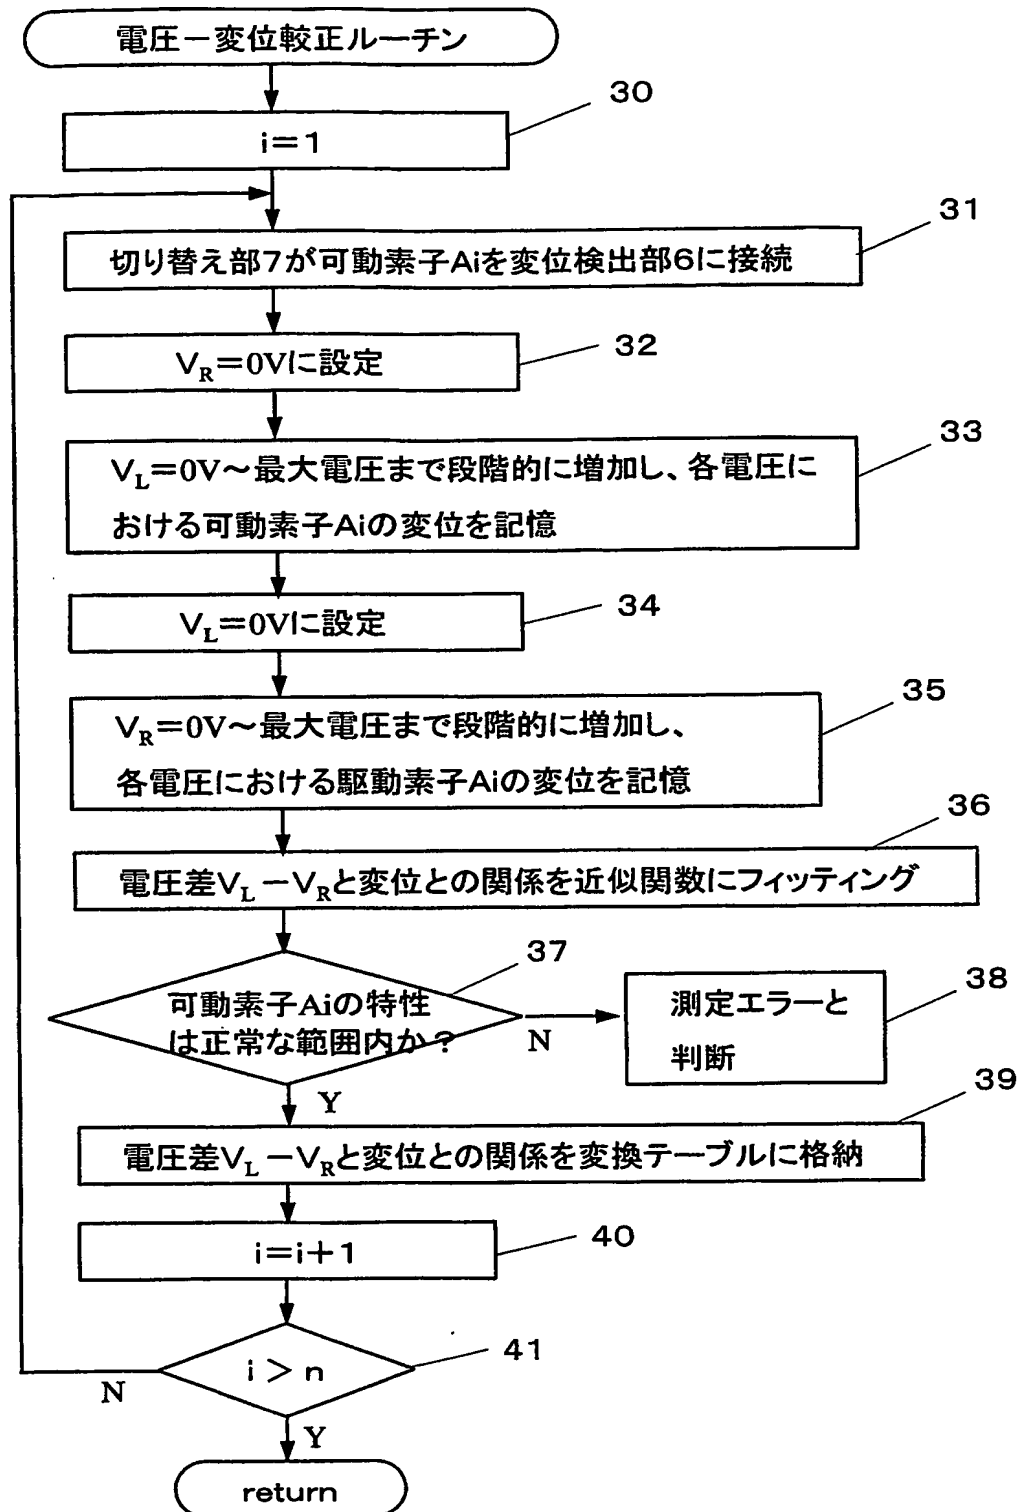 電圧－変位較正ルーチン
30
i＝1
31
切り替え部7が可動素子Aiを変位検出部6に接続
32
VR＝0Vに設定
33
VL＝0V～最大電圧まで段階的に増加し、各電圧に
おける可動素子Aiの変位を記憶
34
VL＝0Vに設定
35
VR＝0V～最大電圧まで段階的に増加し、
各電圧における駆動素子Aiの変位を記憶
36
電圧差VL－VRと変位との関係を近似関数にフィッティング
37
可動素子Aiの特性
は正常な範囲内か？
N
38
測定エラーと
判断
Y
39
電圧差VL－VRと変位との関係を変換テーブルに格納
40
i＝i＋1
41
i＞n
N
Y
return